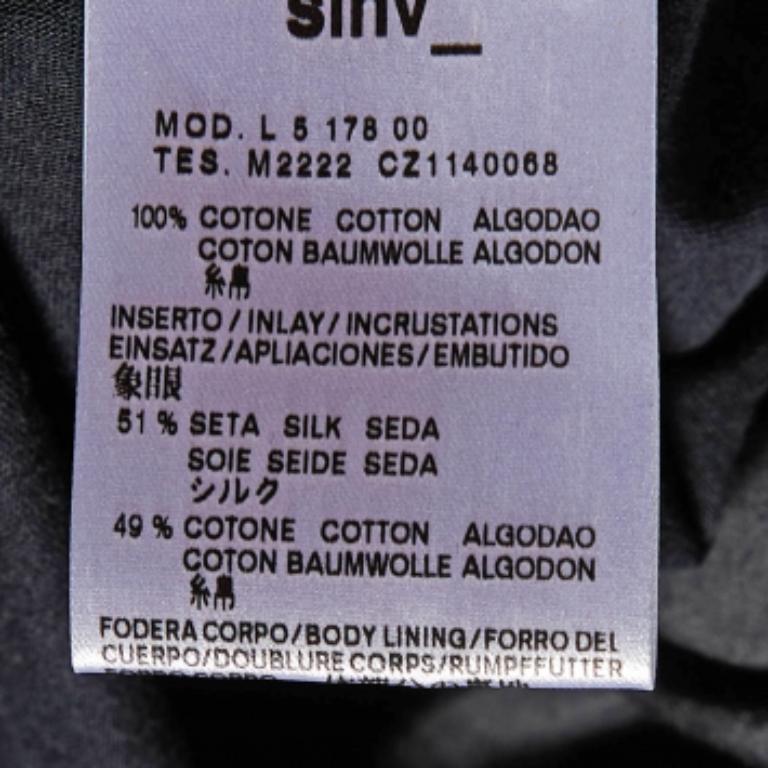 sinv_
MOD. L 5 178 00
TES. M2222 CZ1140068
100% COTONE COTTON ALGODAO
COTON BAUMWOLLE ALGODON
INSERTO / INLAY / INCRUSTATIONS
EINSATZ / APLIACIONES / EMBUTIDO
象眼
51 % SETA SILK SEDA
SOIE SEIDE SEDA
シルク
49 % COTONE COTTON ALGODAO
COTON BAUMWOLLE ALGODON
FODERA CORPO/BODY LINING/FORRO DEL
CUERPO/DOUBLURE CORPS/RUMPFFUTTER